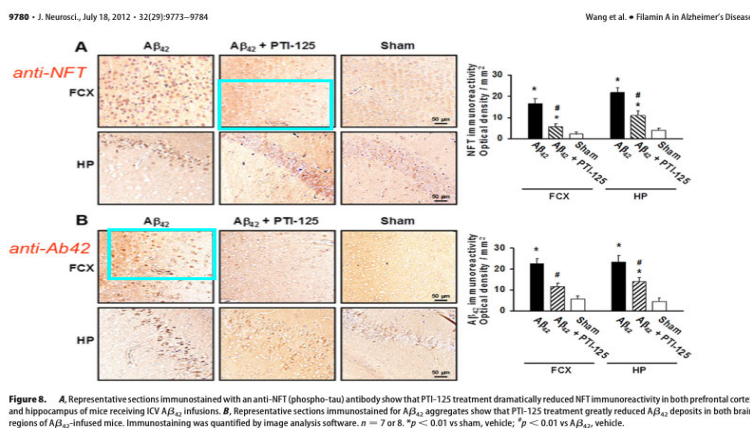 9780 • J. Neurosci., July 18, 2012 • 32(29):9773–9784 Wang et al. • Filamin A in Alzheimer's Disease
A Aβ42 Aβ42 + PTI-125 Sham
anti-NFT
FCX
50 μm
HP
50 μm
NFT immunoreactivity
Optical density / mm2
30
20
10
0
* # * * # *
Aβ42 Aβ42 + PTI-125 Sham Aβ42 Aβ42 + PTI-125 Sham
FCX HP
B Aβ42 Aβ42 + PTI-125 Sham
anti-Ab42
FCX
50 μm
HP
50 μm
Aβ42 immunoreactivity
Optical density / mm2
30
20
10
0
* # * # *
Aβ42 Aβ42 + PTI-125 Sham Aβ42 Aβ42 + PTI-125 Sham
FCX HP
Figure 8. A, Representative sections immunostained with an anti-NFT (phospho-tau) antibody show that PTI-125 treatment dramatically reduced NFT immunoreactivity in both prefrontal corte
and hippocampus of mice receiving ICV Aβ42 infusions. B, Representative sections immunostained for Aβ42 aggregates show that PTI-125 treatment greatly reduced Aβ42 deposits in both brain
regions of Aβ42-infused mice. Immunostaining was quantified by image analysis software. n = 7 or 8. *p < 0.01 vs sham, vehicle; #p < 0.01 vs Aβ42, vehicle.